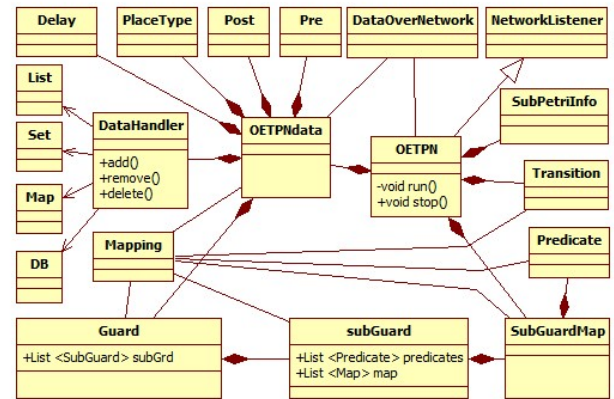 Delay
PlaceType
Post
Pre
DataOverNetwork
NetworkListener
List
Set
Map
DB
DataHandler
+add()
+remove()
+delete()
OETPNdata
OETPN
-void run()
+void stop()
SubPetriInfo
Transition
Predicate
Mapping
Guard
+List <SubGuard> subGrd
subGuard
+List <Predicate> predicates
+List <Map> map
SubGuardMap